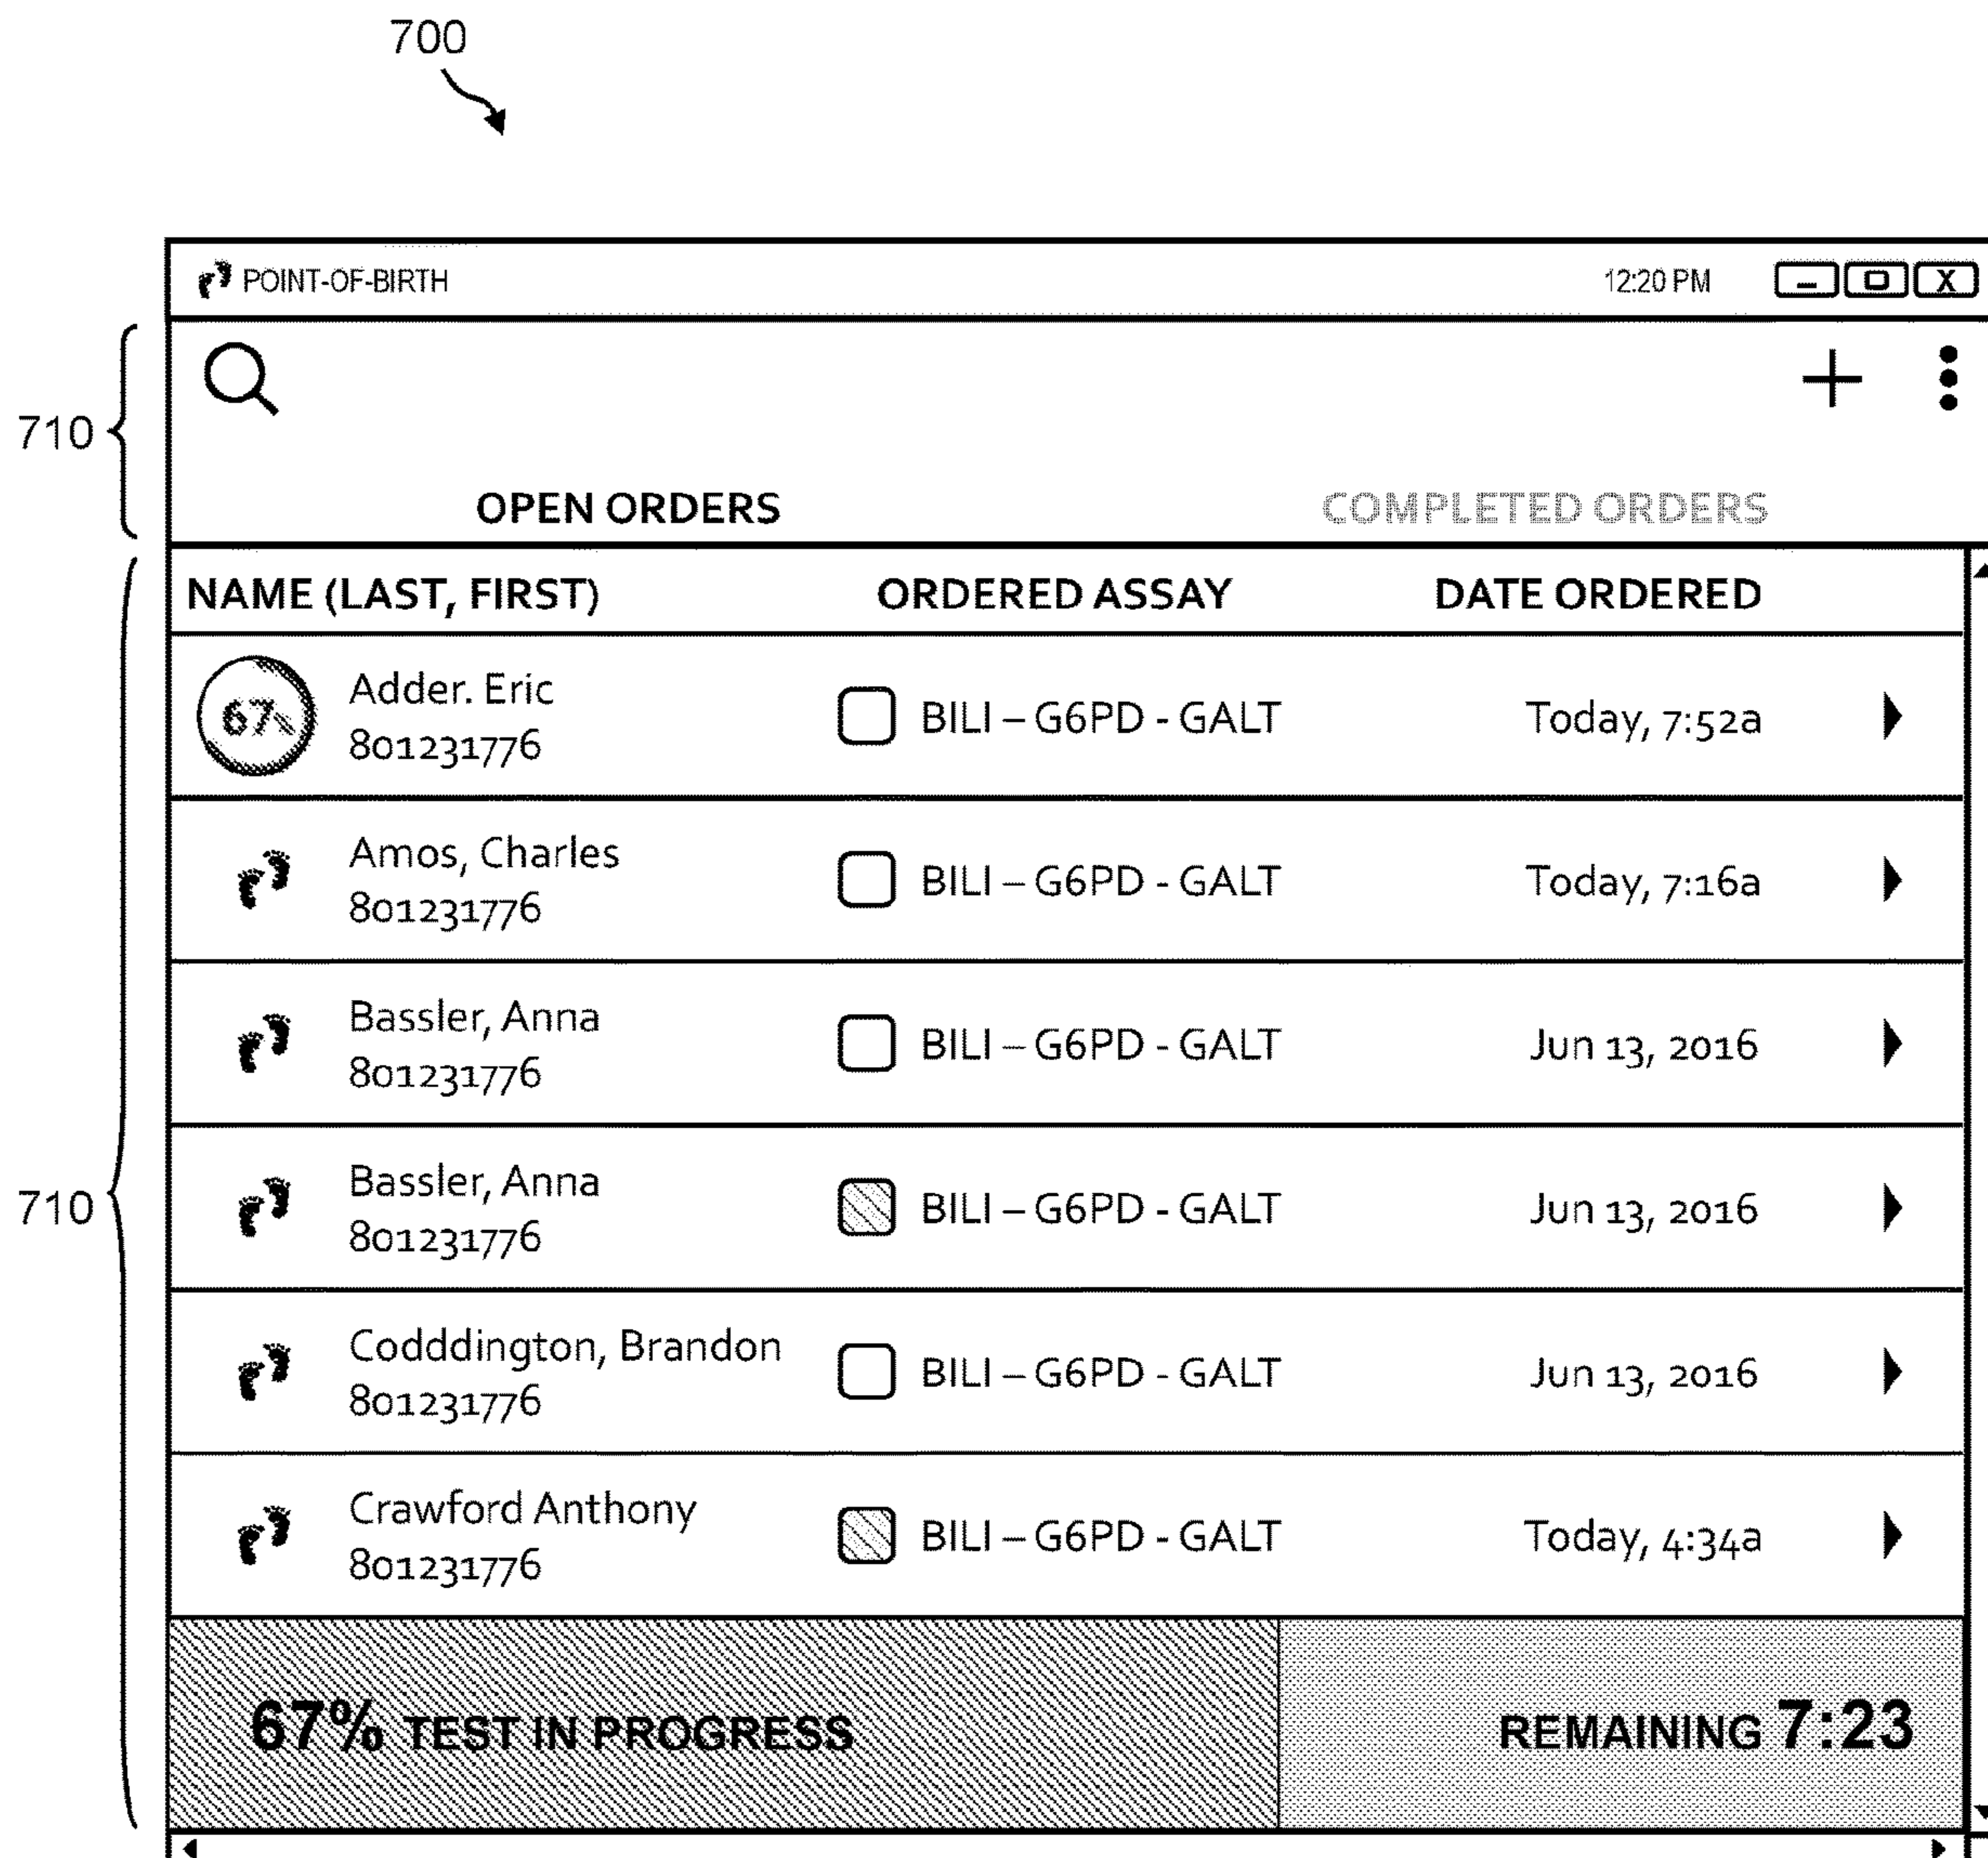 700
POINT-OF-BIRTH 12:20 PM X
710
OPEN ORDERS COMPLETED ORDERS
NAME (LAST, FIRST) ORDERED ASSAY DATE ORDERED
67%
Adder. Eric
801231776
BILI – G6PD - GALT Today, 7:52a
Amos, Charles
801231776
BILI – G6PD - GALT Today, 7:16a
Bassler, Anna
801231776
BILI – G6PD - GALT Jun 13, 2016
710
Bassler, Anna
801231776
BILI – G6PD - GALT Jun 13, 2016
Codddington, Brandon
801231776
BILI – G6PD - GALT Jun 13, 2016
Crawford Anthony
801231776
BILI – G6PD - GALT Today, 4:34a
67% TEST IN PROGRESS REMAINING 7:23